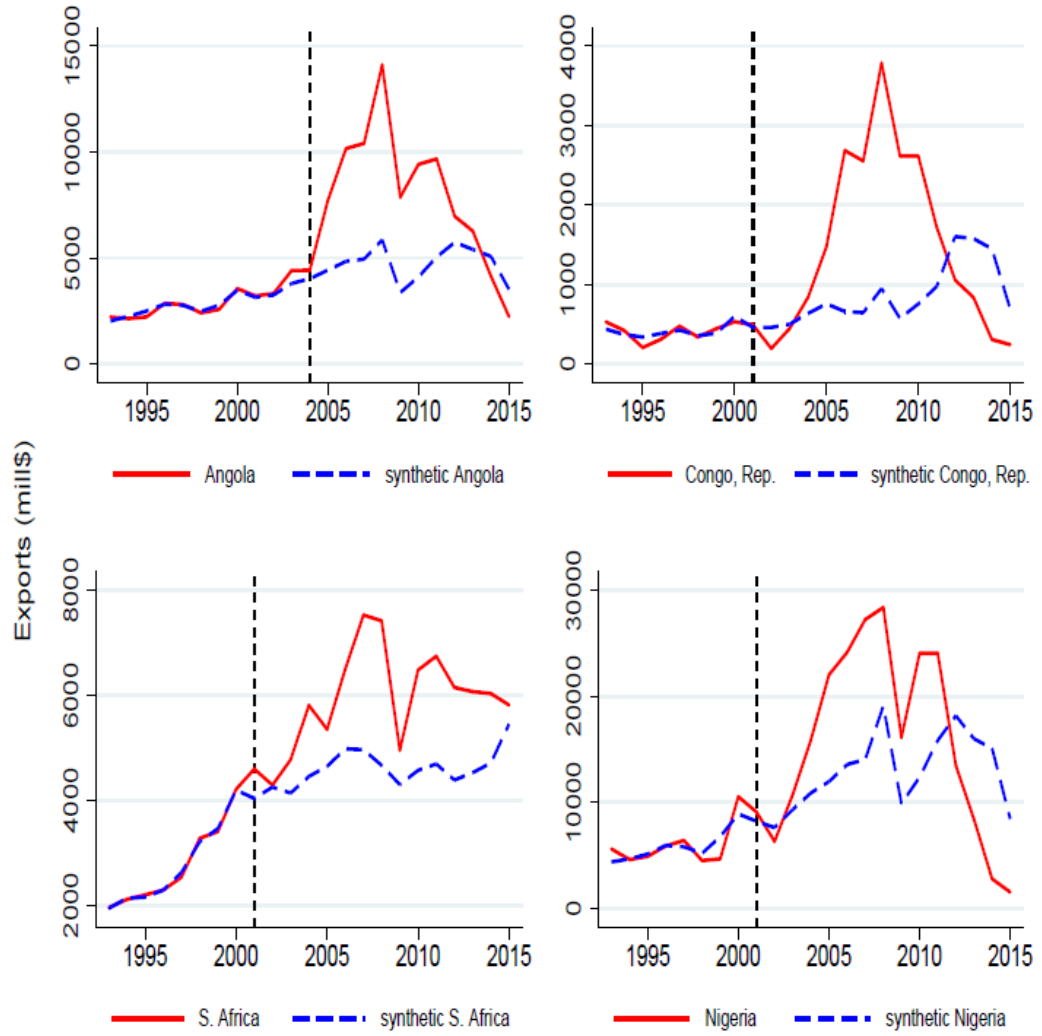 Exports (mill$)
15000
10000
5000
0
1995 2000 2005 2010 2015
Angola synthetic Angola
4000
3000
2000
1000
0
1995 2000 2005 2010 2015
Congo, Rep. synthetic Congo, Rep.
8000
6000
4000
2000
1995 2000 2005 2010 2015
S. Africa synthetic S. Africa
30000
20000
10000
0
1995 2000 2005 2010 2015
Nigeria synthetic Nigeria